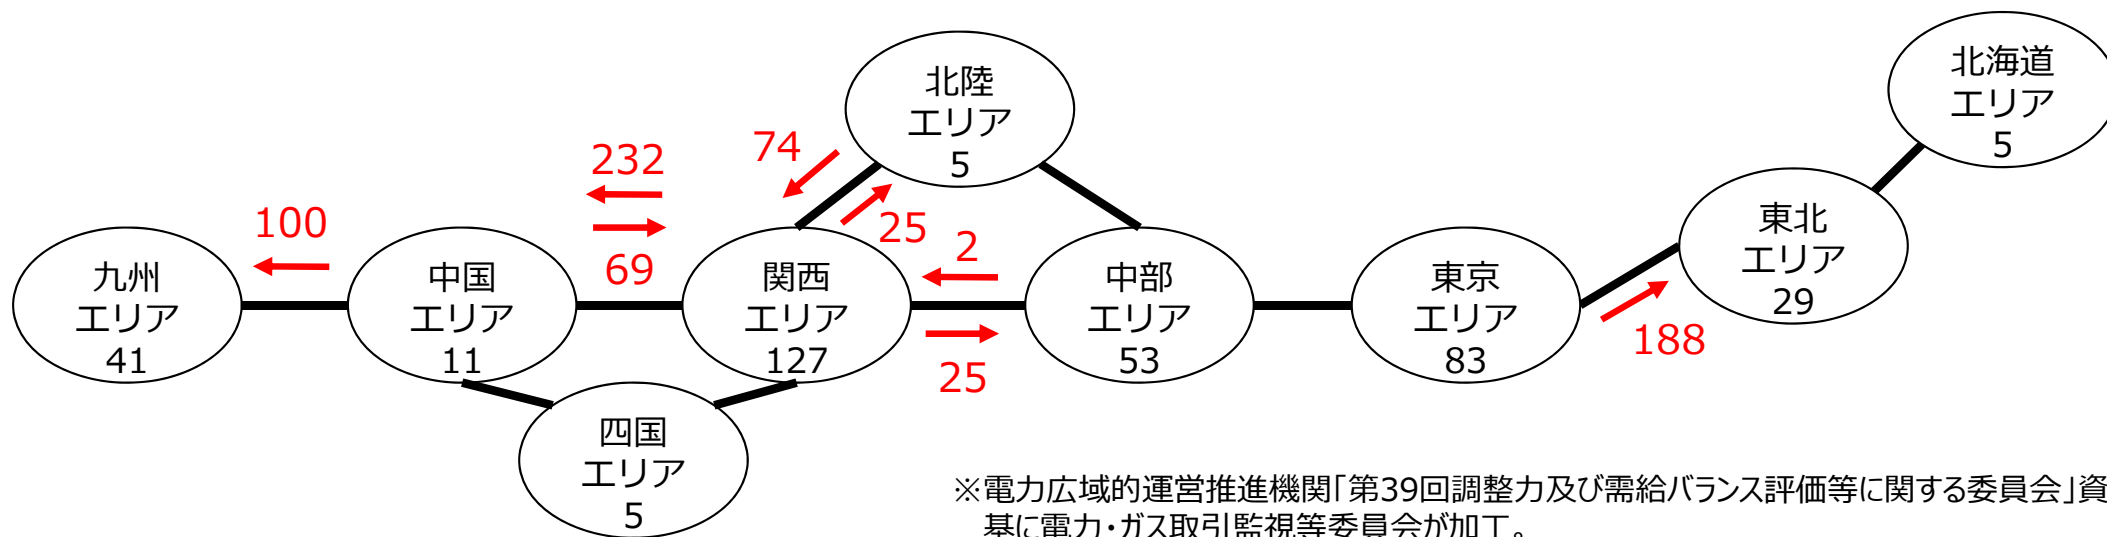 北海道
エリア
5
北陸
エリア
5
74
232
25
100
69
2
東北
エリア
29
九州
エリア
41
中国
エリア
11
関西
エリア
127
中部
エリア
53
東京
エリア
83
188
25
四国
エリア
5
※電力広域的運営推進機関「第39回調整力及び需給バランス評価等に関する委員会」資
基に電力・ガス取引監視等委員会が加工。